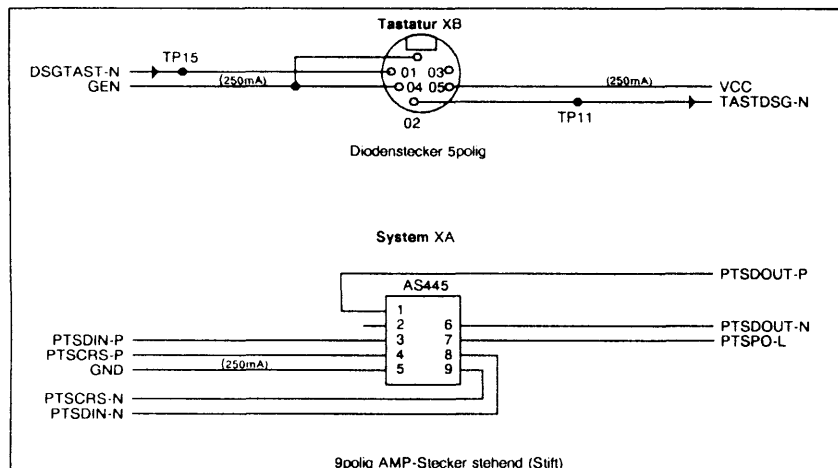 Tastatur XB
TP15
DSGTAST-N
01 03
GEN (250mA) 04 05 (250mA) VCC
TASTDSG-N
02
TP11
Diodenstecker 5polig
System XA
PTSDOUT-P
AS445
1
2 6 PTSDOUT-N
PTSDIN-P 3 7 PTSPO-L
PTSCRS-P 4 8
GND (250mA) 5 9
PTSCRS-N
PTSDIN-N
9polig AMP-Stecker stehend (Stift)